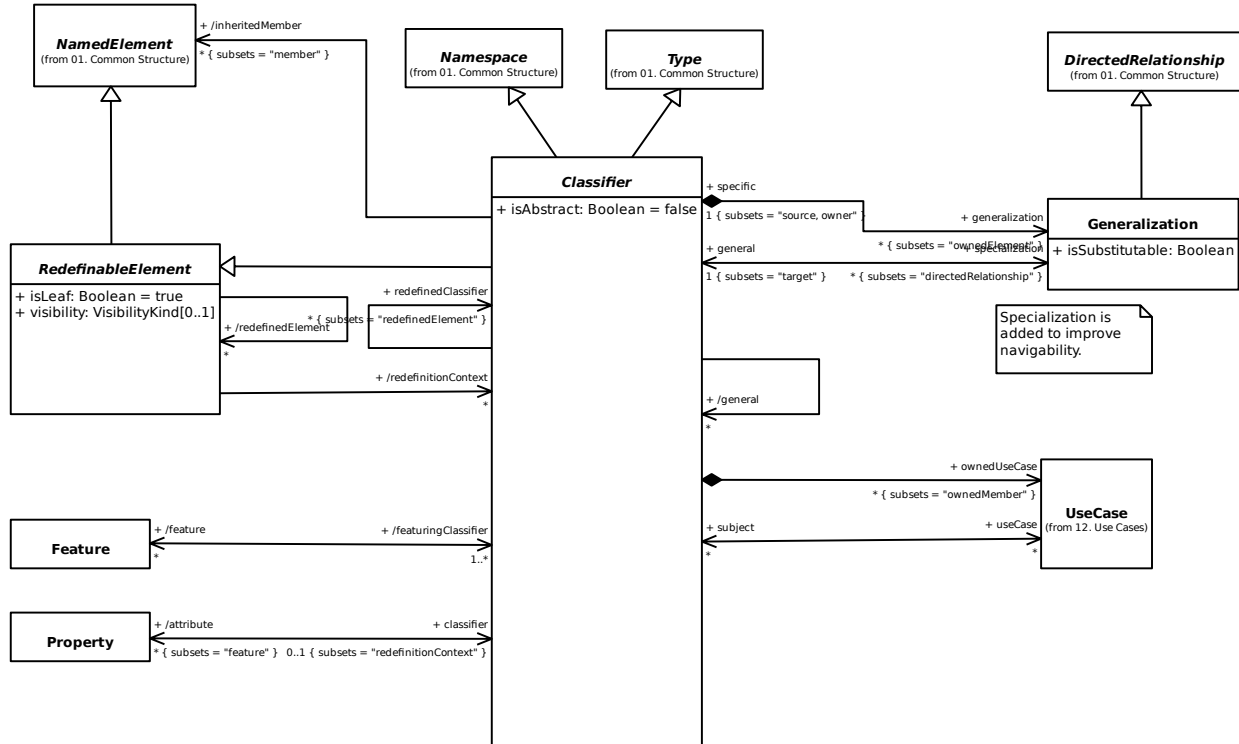 NamedElement
(from 01. Common Structure)
+ /inheritedMember
* { subsets = "member" }
Namespace
(from 01. Common Structure)
Type
(from 01. Common Structure)
DirectedRelationship
(from 01. Common Structure)
Classifier
+ isAbstract: Boolean = false
+ specific
1 { subsets = "source, owner" }
+ generalization
* { subsets = "ownedElement" }
Generalization
+ isSubstitutable: Boolean
+ general
1 { subsets = "target" }
+ specialization
* { subsets = "directedRelationship" }
RedefinableElement
+ isLeaf: Boolean = true
+ visibility: VisibilityKind[0..1]
+ redefinedClassifier
* { subsets = "redefinedElement" }
+ /redefinedElement
*
Specialization is
added to improve
navigability.
+ /redefinitionContext
*
+ /general
*
+ ownedUseCase
* { subsets = "ownedMember" }
UseCase
(from 12. Use Cases)
+ subject
*
+ useCase
*
Feature
+ /feature
*
+ /featuringClassifier
1..*
Property
+ /attribute
* { subsets = "feature" }
+ classifier
0..1 { subsets = "redefinitionContext" }